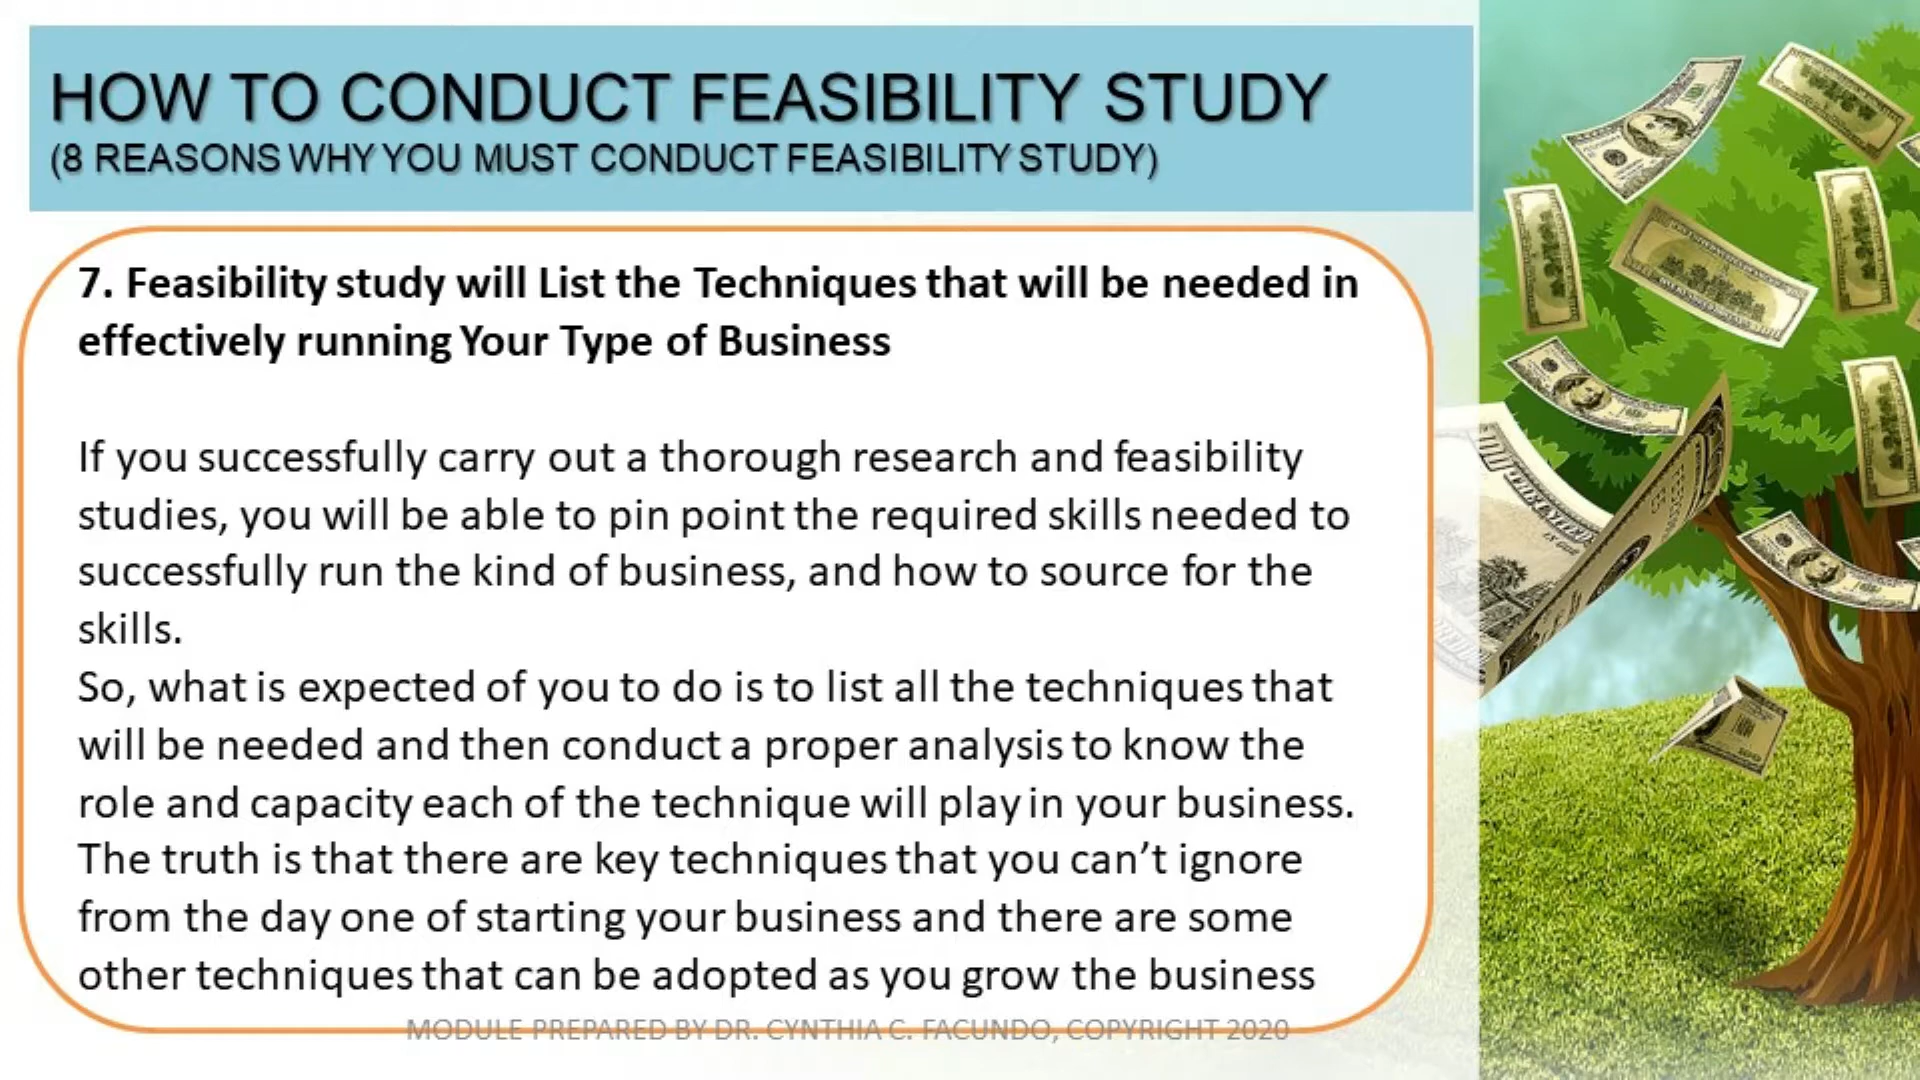 HOW TO CONDUCT FEASIBILITY STUDY
(8 REASONS WHY YOU MUST CONDUCT FEASIBILITY STUDY)
7. Feasibility study will List the Techniques that will be needed in
effectively running Your Type of Business
If you successfully carry out a thorough research and feasibility
studies, you will be able to pin point the required skills needed to
successfully run the kind of business, and how to source for the
skills.
So, what is expected of you to do is to list all the techniques that
will be needed and then conduct a proper analysis to know the
role and capacity each of the technique will play in your business.
The truth is that there are key techniques that you can’t ignore
from the day one of starting your business and there are some
other techniques that can be adopted as you grow the business
MODULE PREPARED BY DR. CYNTHIA C. FACUNDO, COPYRIGHT 2020